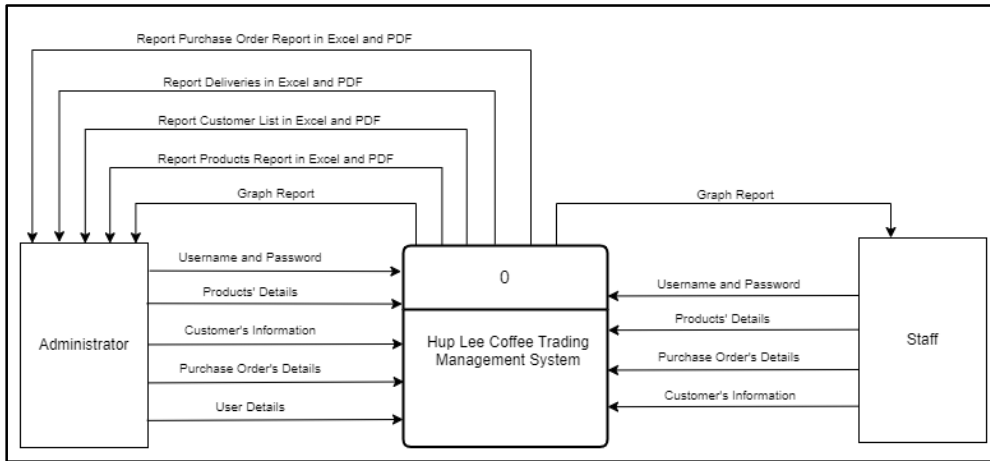 Report Purchase Order Report in Excel and PDF
Report Deliveries in Excel and PDF
Report Customer List in Excel and PDF
Report Products Report in Excel and PDF
Graph Report
Graph Report
Administrator
Username and Password
Products' Details
Customer's Information
Purchase Order's Details
User Details
0
Hup Lee Coffee Trading
Management System
Username and Password
Products' Details
Purchase Order's Details
Customer's Information
Staff